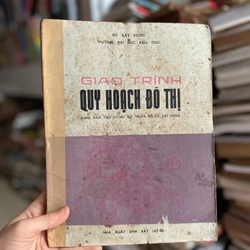 BỘ XÂY DỰNG
TRƯỜNG ĐẠI HỌC KIẾN TRÚC
GIÁO TRÌNH
QUY HOẠCH ĐÔ THỊ
NHÀ XUẤT BẢN XÂY DỰNG